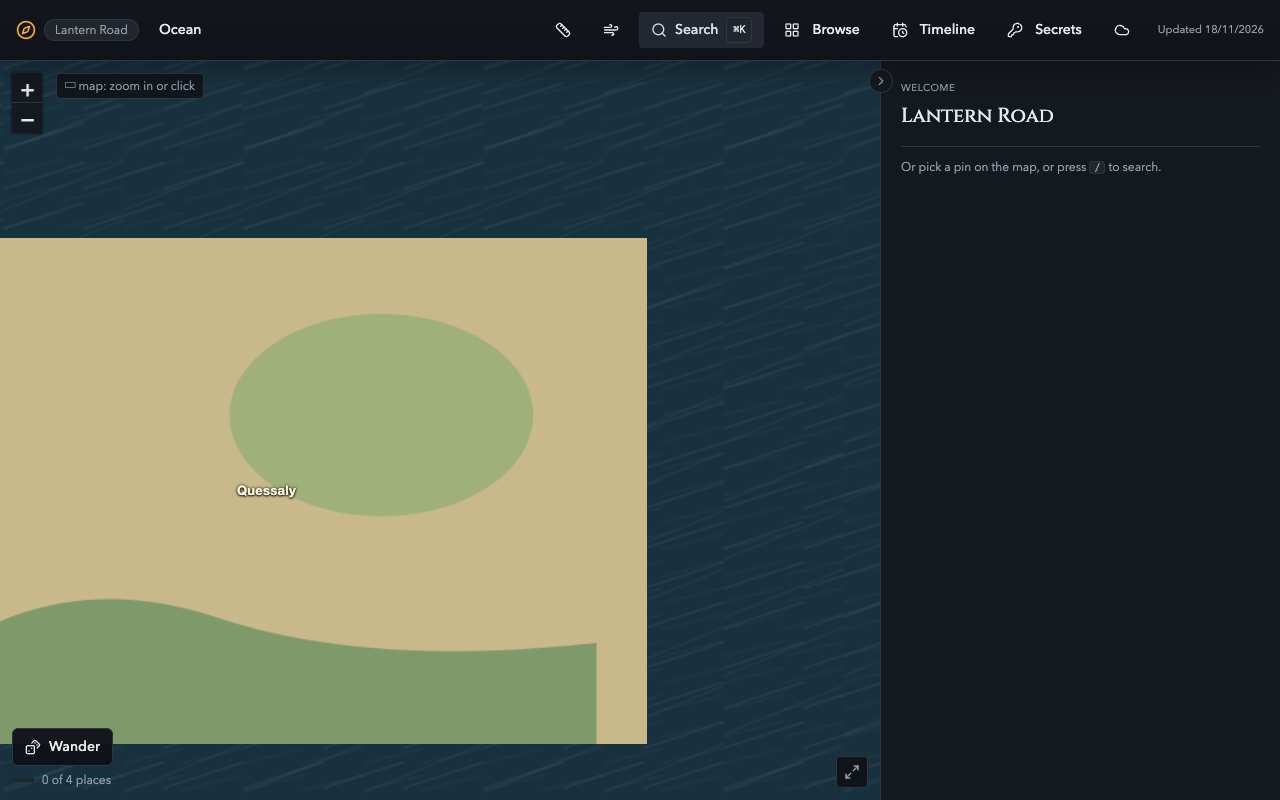 Lantern Road
Ocean
Search ⌘K
Browse
Timeline
Secrets
Updated 18/11/2026
+
−
map: zoom in or click
WELCOME
LANTERN ROAD
Or pick a pin on the map, or press / to search.
Quessaly
Wander
0 of 4 places